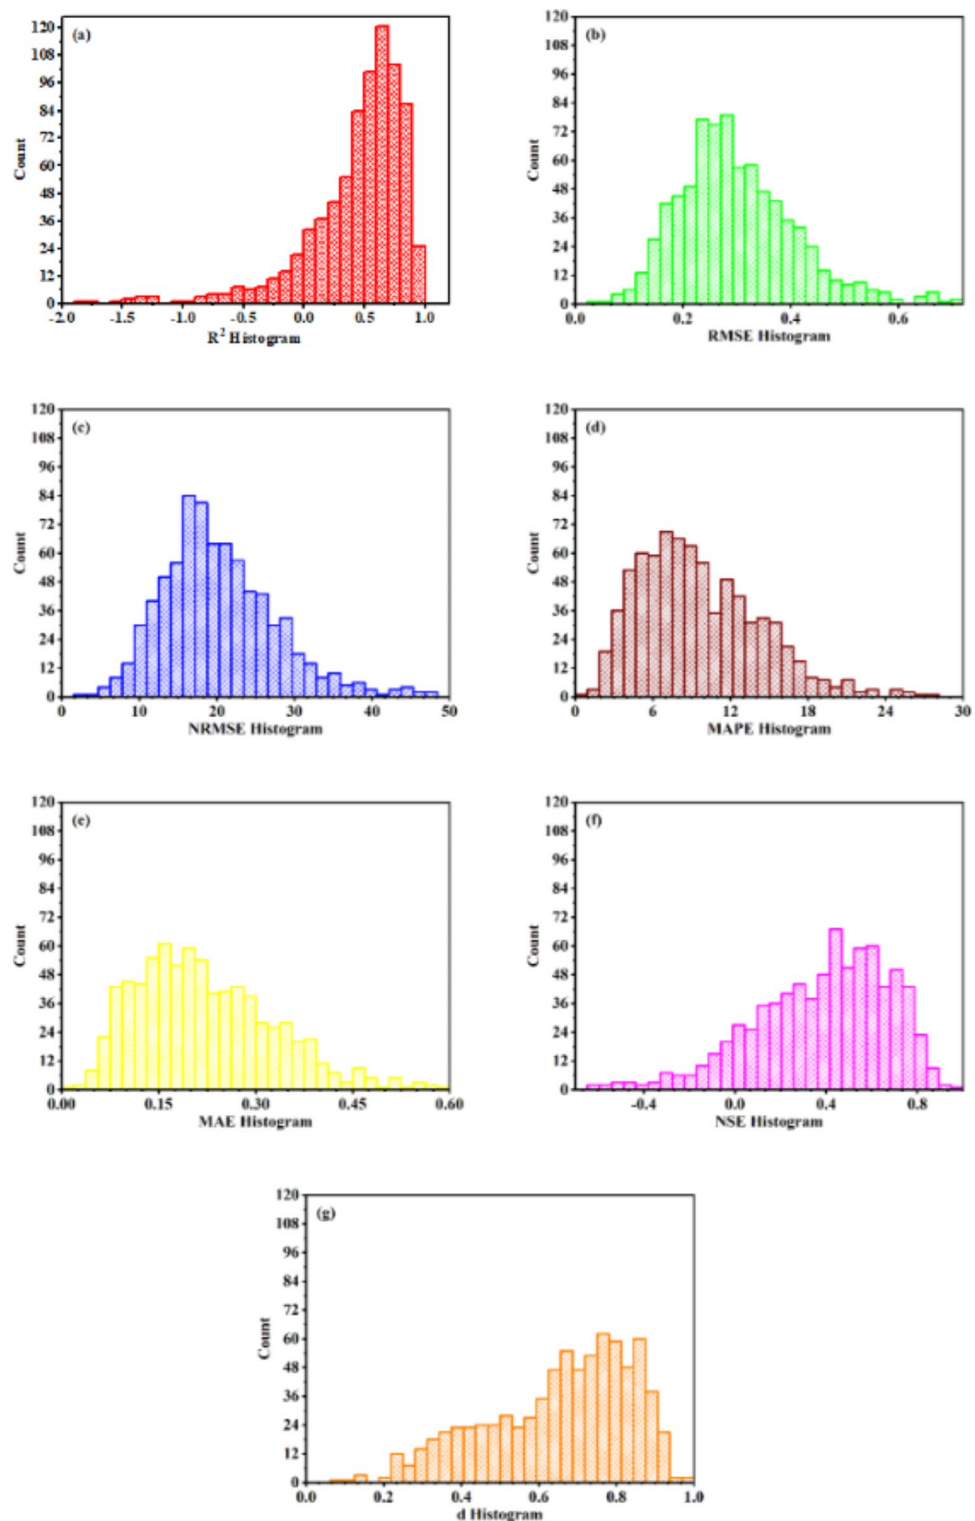 (a)
120
108
96
84
72
60
48
36
24
12
0
Count
-2.0 -1.5 -1.0 -0.5 0.0 0.5 1.0
R² Histogram
(b)
120
108
96
84
72
60
48
36
24
12
0
Count
0.0 0.2 0.4 0.6
RMSE Histogram
(c)
120
108
96
84
72
60
48
36
24
12
0
Count
0 10 20 30 40 50
NRMSE Histogram
(d)
120
108
96
84
72
60
48
36
24
12
0
Count
0 6 12 18 24 30
MAPE Histogram
(e)
120
108
96
84
72
60
48
36
24
12
0
Count
0.00 0.15 0.30 0.45 0.60
MAE Histogram
(f)
120
108
96
84
72
60
48
36
24
12
0
Count
-0.4 0.0 0.4 0.8
NSE Histogram
(g)
120
108
96
84
72
60
48
36
24
12
0
Count
0.0 0.2 0.4 0.6 0.8 1.0
d Histogram